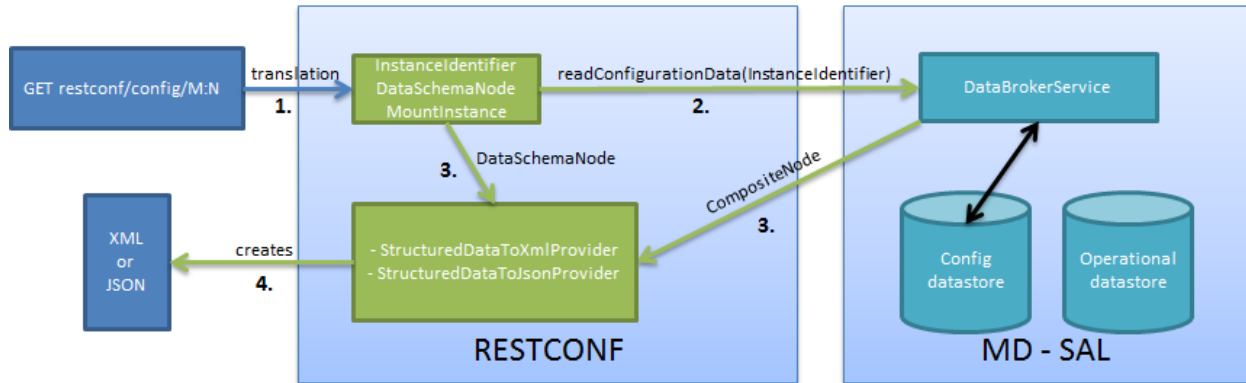 GET restconf/config/M:N
translation
1.
InstanceIdentifier
DataSchemaNode
MountInstance
readConfigurationData(InstanceIdentifier)
2.
DataBrokerService
3.
DataSchemaNode
CompositeNode
3.
XML
or
JSON
creates
4.
- StructuredDataToXmlProvider
- StructuredDataToJsonProvider
Config
datastore
Operational
datastore
RESTCONF
MD - SAL